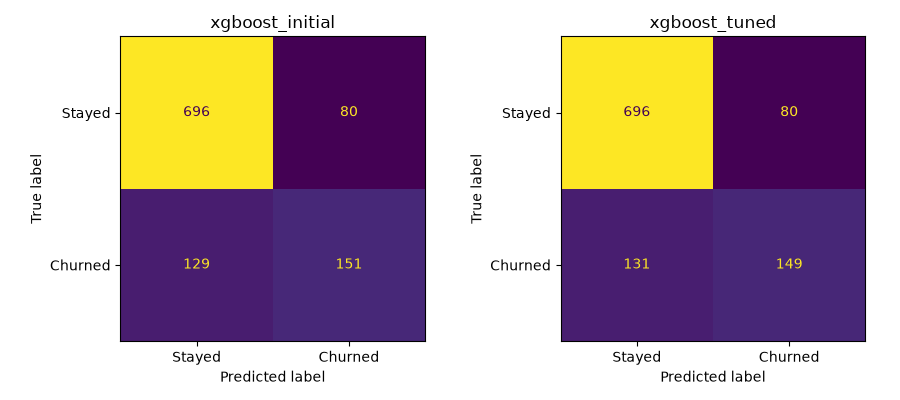 xgboost_initial
Stayed
696
80
True label
Churned
129
151
Stayed
Churned
Predicted label
xgboost_tuned
Stayed
696
80
True label
Churned
131
149
Stayed
Churned
Predicted label